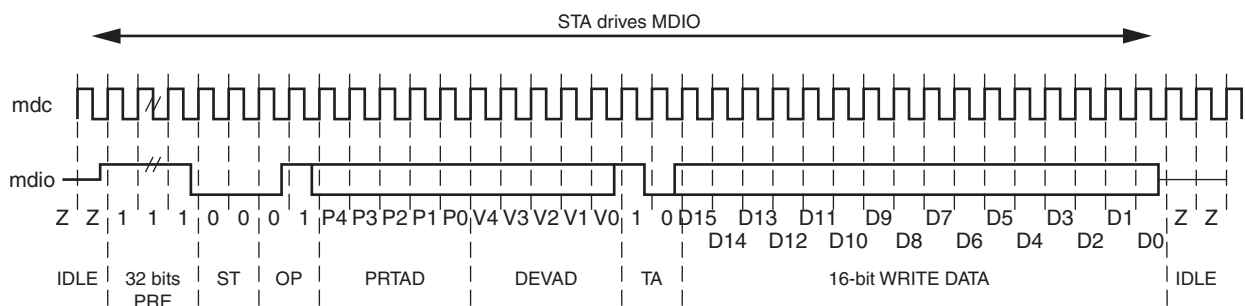 STA drives MDIO
mdc
mdio
Z Z 1 1 1 0 0 0 1 P4 P3 P2 P1 P0 V4 V3 V2 V1 V0 1 0 D15 D13 D11 D9 D7 D5 D3 D1 Z Z
D14 D12 D10 D8 D6 D4 D2 D0
IDLE 32 bits ST OP PRTAD DEVAD TA 16-bit WRITE DATA IDLE
PRE